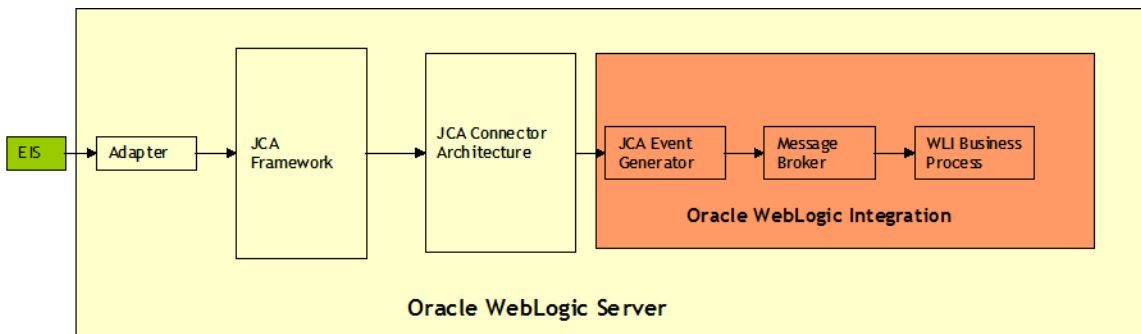 EIS
Adapter
JCA
Framework
JCA Connector
Architecture
JCA Event
Generator
Message
Broker
WLI Business
Process
Oracle WebLogic Integration
Oracle WebLogic Server